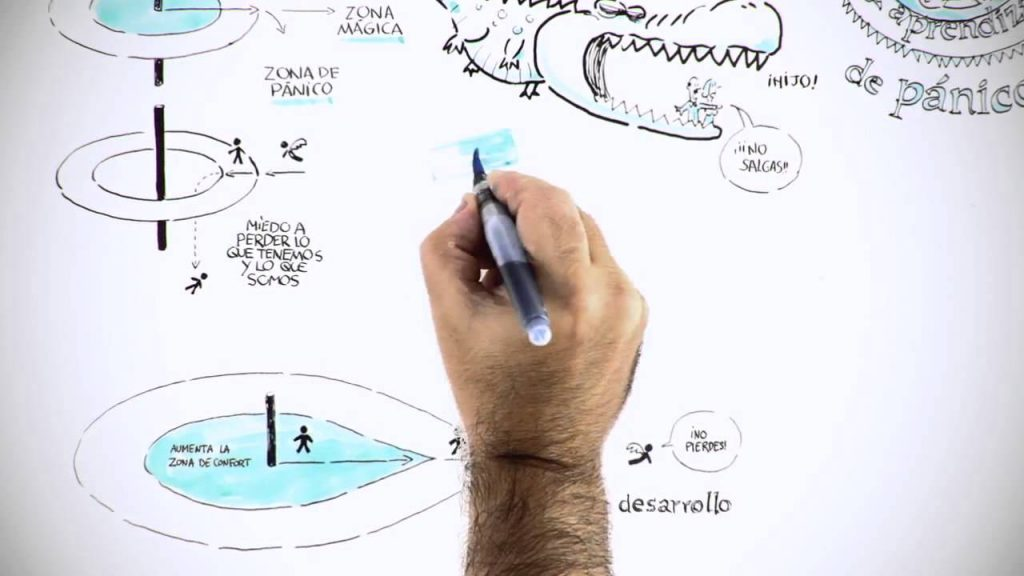 ZONA
MÁGICA
ZONA DE
PÁNICO
¡HIJO!
aprendiza
de pánico
¡¡¡NO
SALGAS!!
MIEDO A
PERDER LO
QUE TENEMOS
Y LO QUE
SOMOS
AUMENTA LA
ZONA DE CONFORT
¡NO
PIERDES!
desarrollo